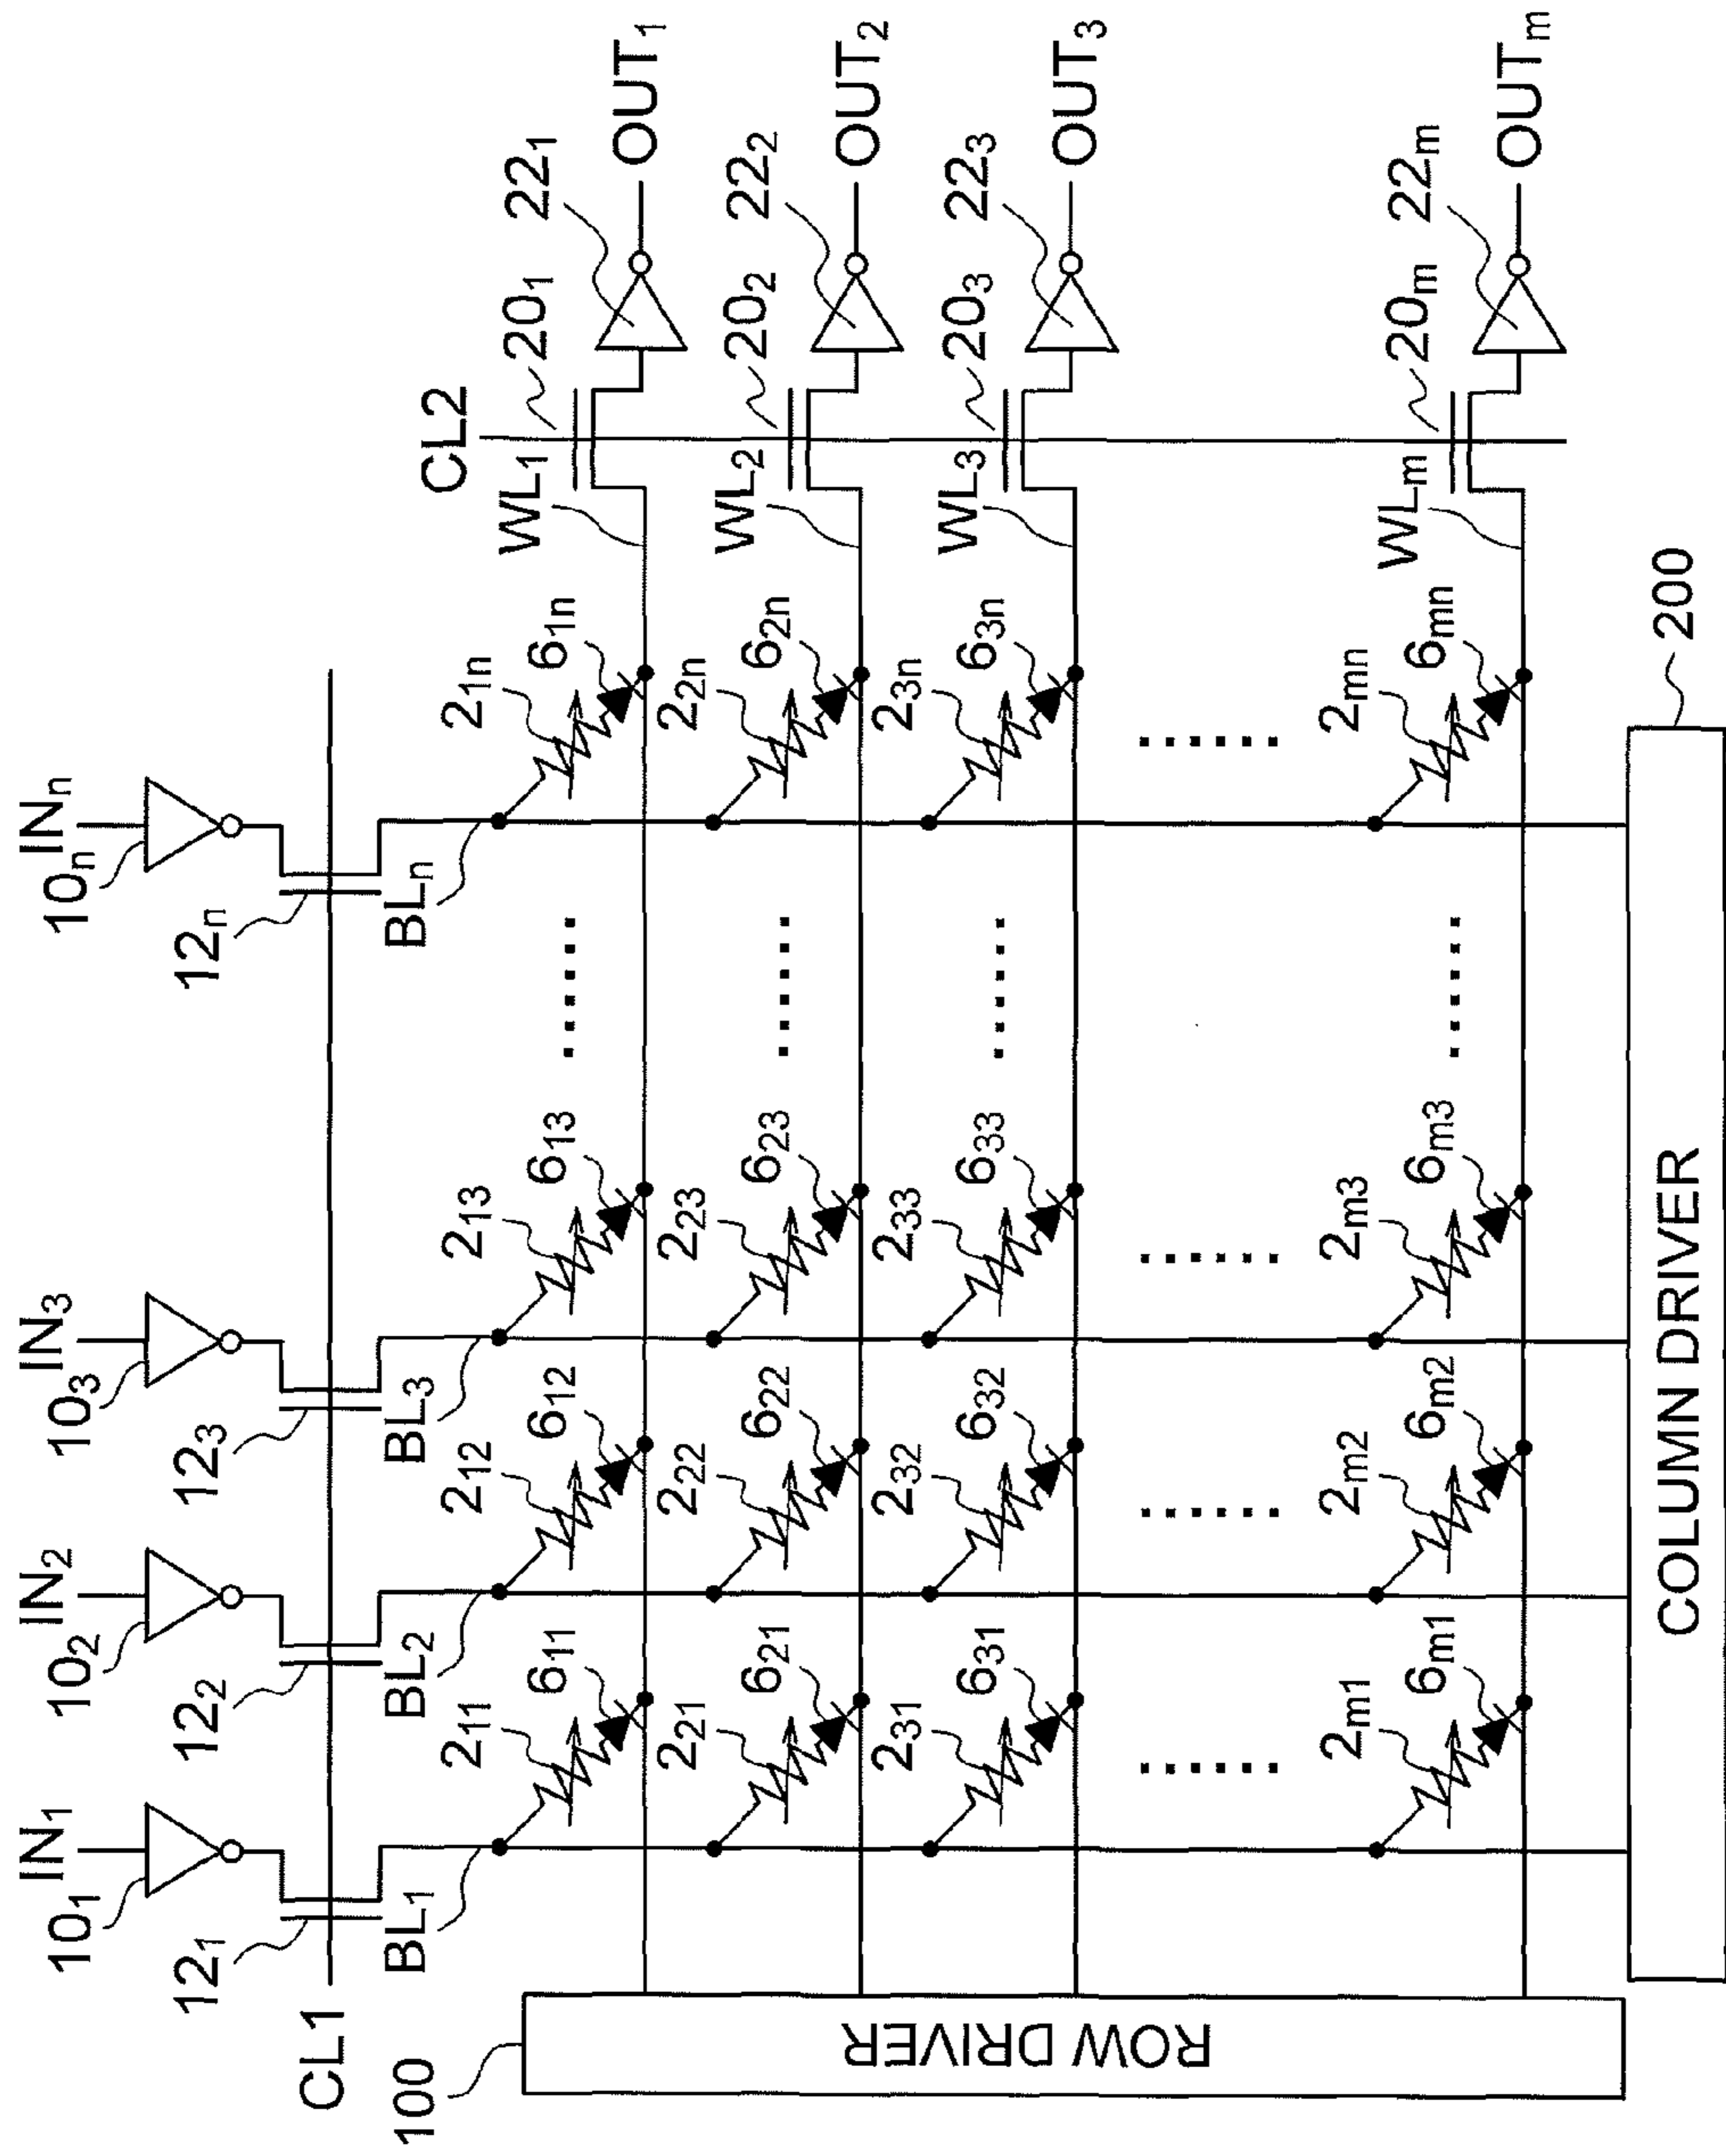 IN₁ IN₂ IN₃ INₙ
10₁ 10₂ 10₃ 10ₙ
12₁ 12₂ 12₃ 12ₙ
CL1 CL2
BL₁ BL₂ BL₃ BLₙ
2₁₁ 6₁₁ 2₁₂ 6₁₂ 2₁₃ 6₁₃ 2₁ₙ 6₁ₙ WL₁ 20₁ 22₁ OUT₁
2₂₁ 6₂₁ 2₂₂ 6₂₂ 2₂₃ 6₂₃ 2₂ₙ 6₂ₙ WL₂ 20₂ 22₂ OUT₂
2₃₁ 6₃₁ 2₃₂ 6₃₂ 2₃₃ 6₃₃ 2₃ₙ 6₃ₙ WL₃ 20₃ 22₃ OUT₃
2ₘ₁ 6ₘ₁ 2ₘ₂ 6ₘ₂ 2ₘ₃ 6ₘ₃ 2ₘₙ 6ₘₙ WLₘ 20ₘ 22ₘ OUTₘ
100
ROW DRIVER
200
COLUMN DRIVER